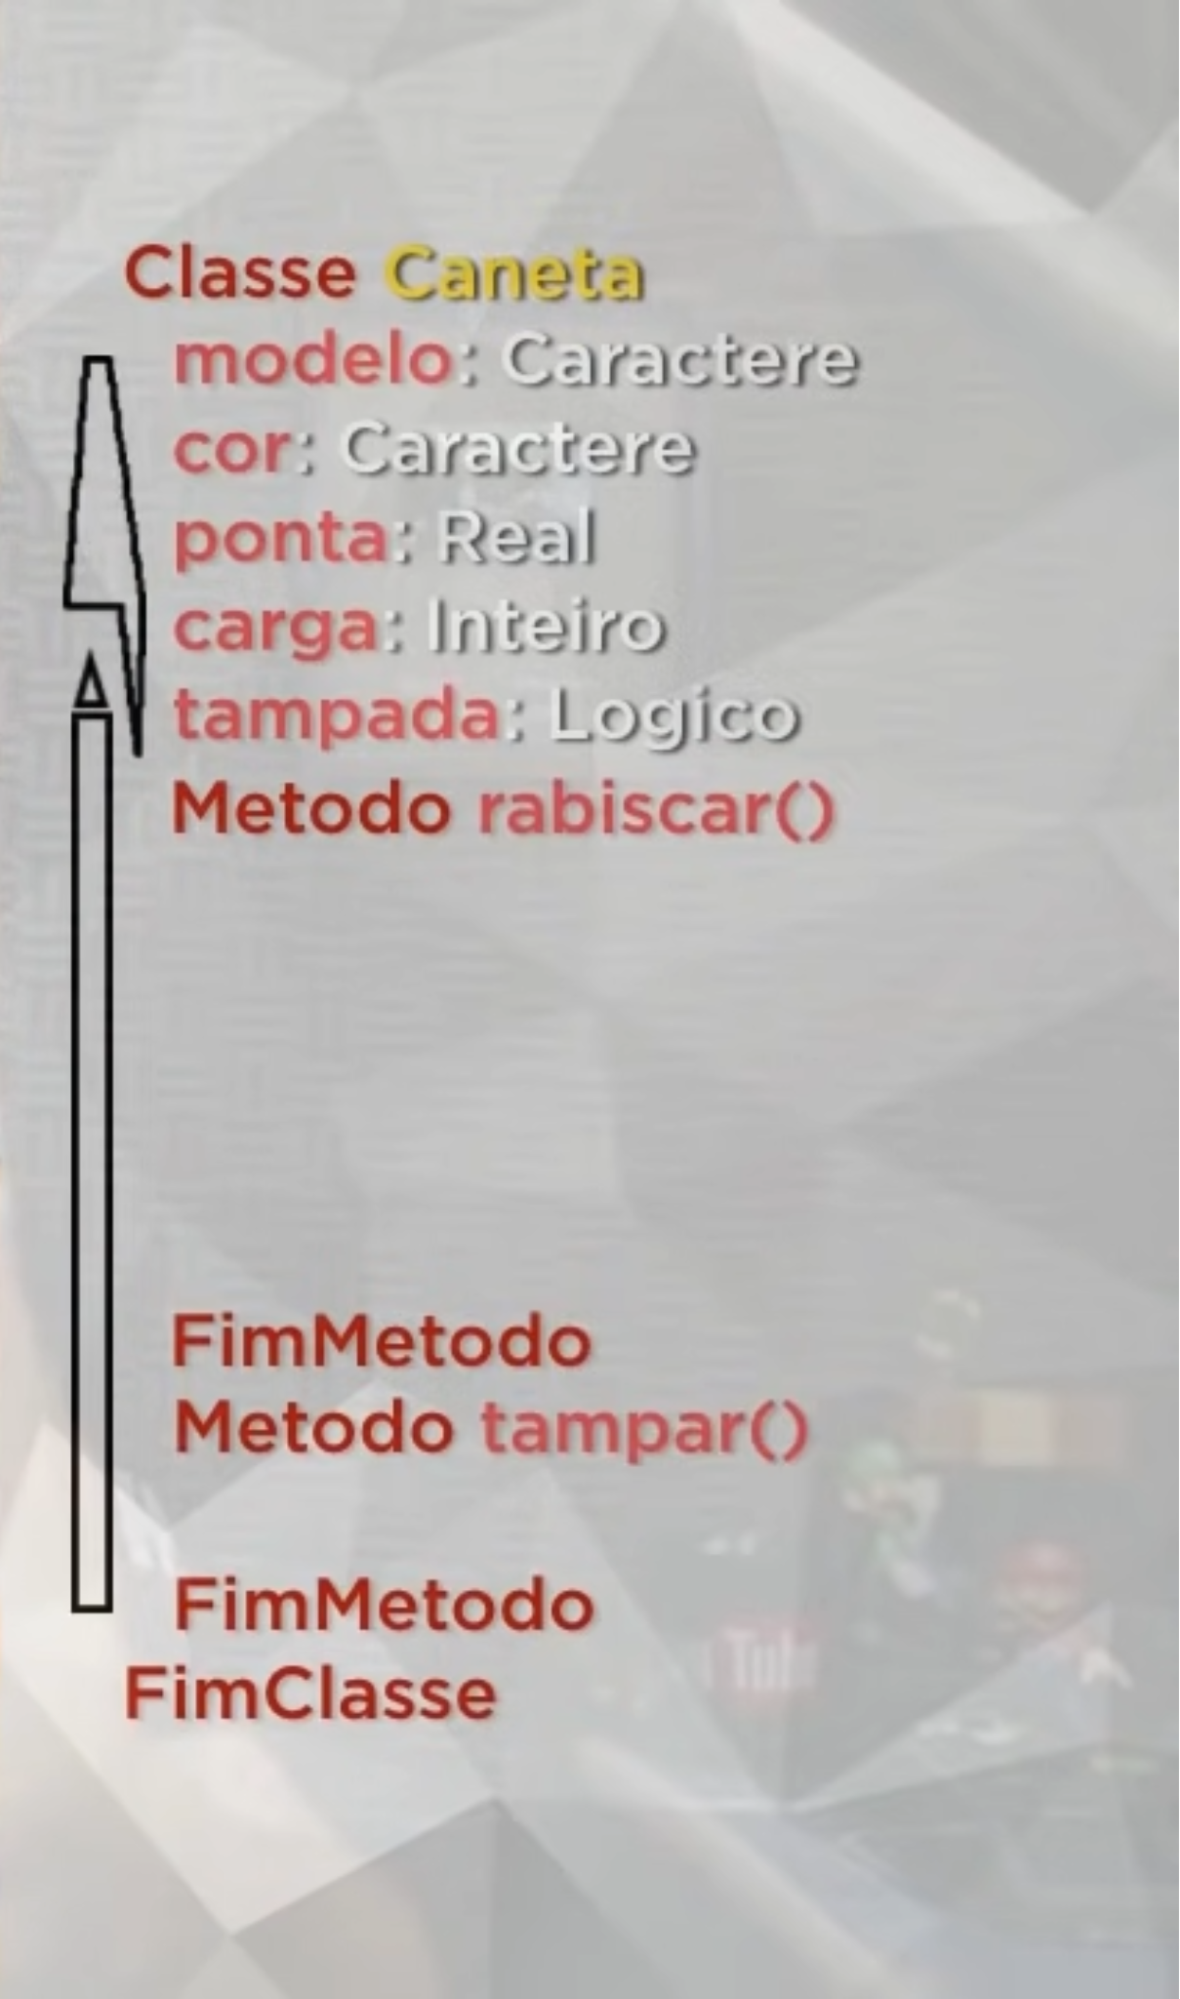 Classe Caneta
modelo: Caractere
cor: Caractere
ponta: Real
carga: Inteiro
tampada: Logico
Metodo rabiscar()
FimMetodo
Metodo tampar()
FimMetodo
FimClasse